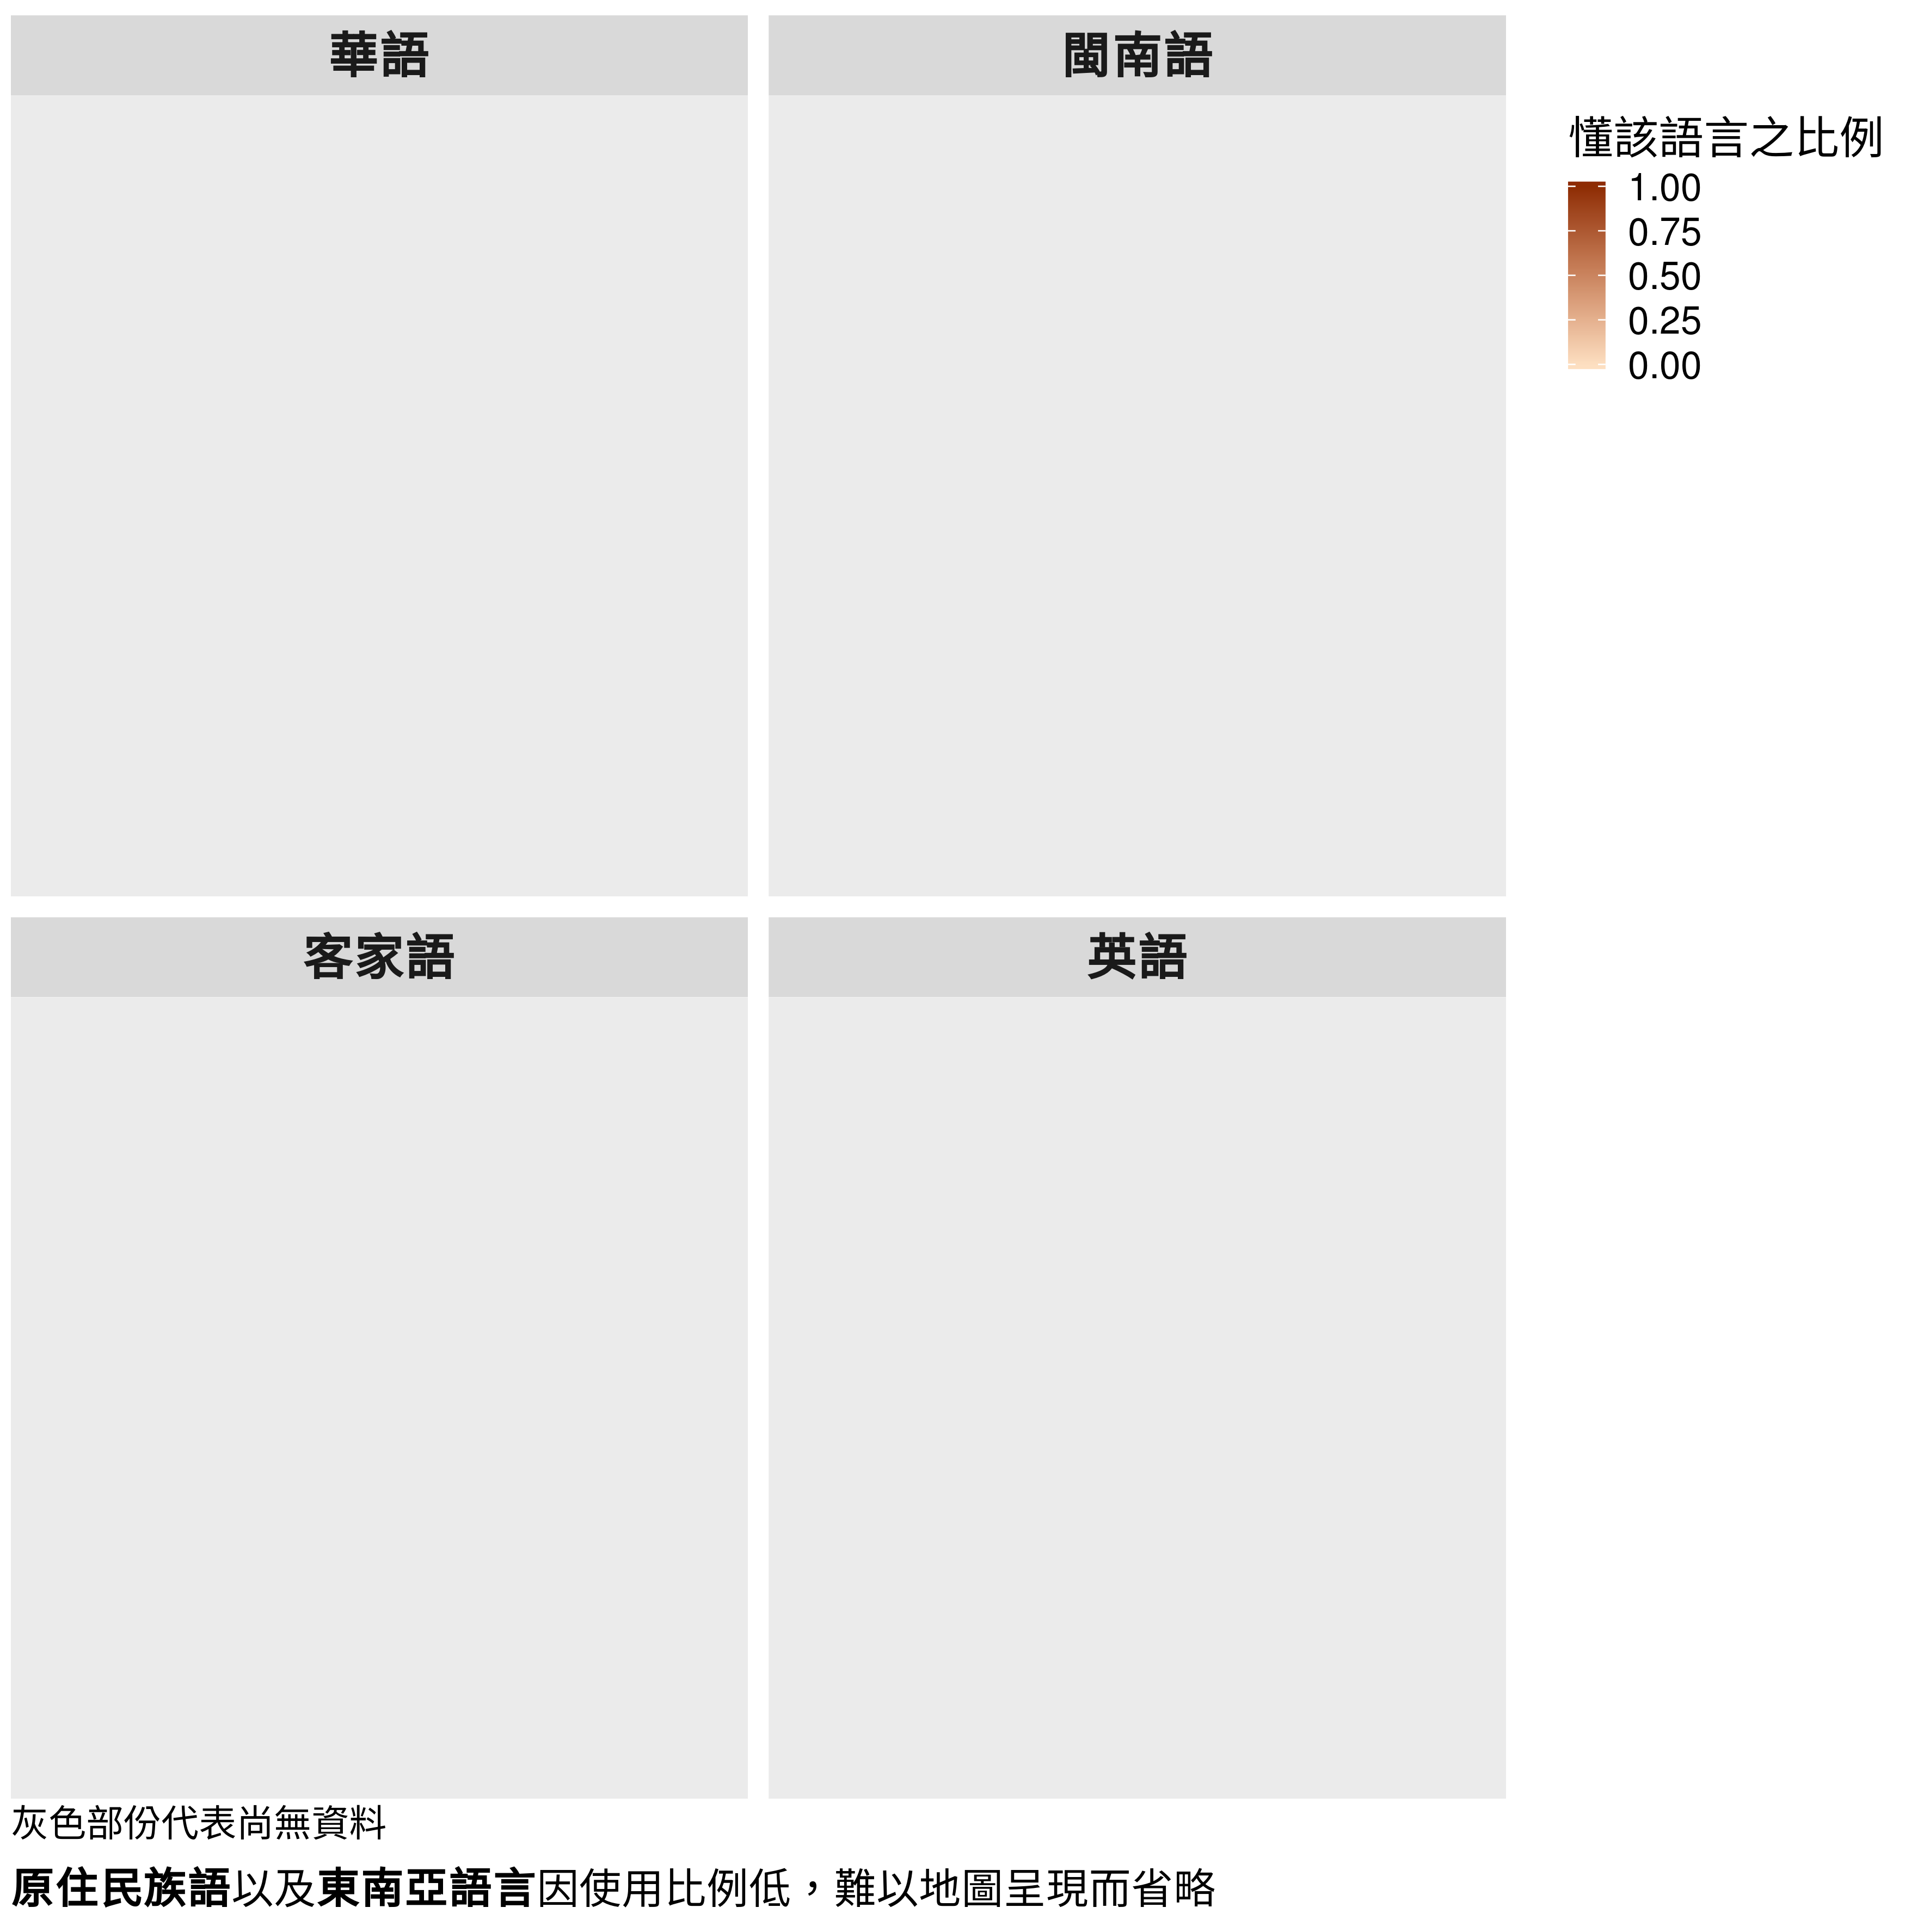 華語
閩南語
懂該語言之比例
1.00
0.75
0.50
0.25
0.00
客家語
英語
灰色部份代表尚無資料
原住民族語以及東南亞語言因使用比例低，難以地圖呈現而省略